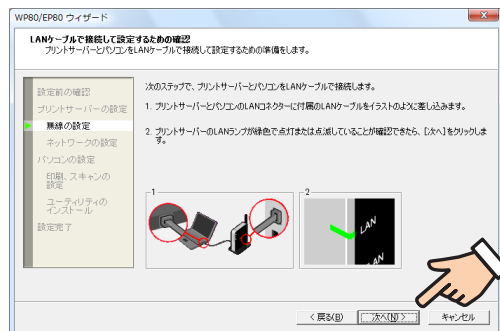 WP80/EP80 ウィザード
LANケーブルで接続して設定するための確認
プリントサーバーとパソコンをLANケーブルで接続して設定するための準備をします。
設定前の確認
プリントサーバーの設定
無線の設定
ネットワークの設定
パソコンの設定
印刷、スキャンの
設定
ユーティリティの
インストール
設定完了
次のステップで、プリントサーバーとパソコンをLANケーブルで接続します。
1. プリントサーバーとパソコンのLANコネクターに付属のLANケーブルをイラストのように差し込みます。
2. プリントサーバーのLANランプが緑色で点灯または点滅していることが確認できたら、[次へ]をクリックしま
す。
1
2
LAN
LAN
< 戻る(B)
次へ(N) >
キャンセル